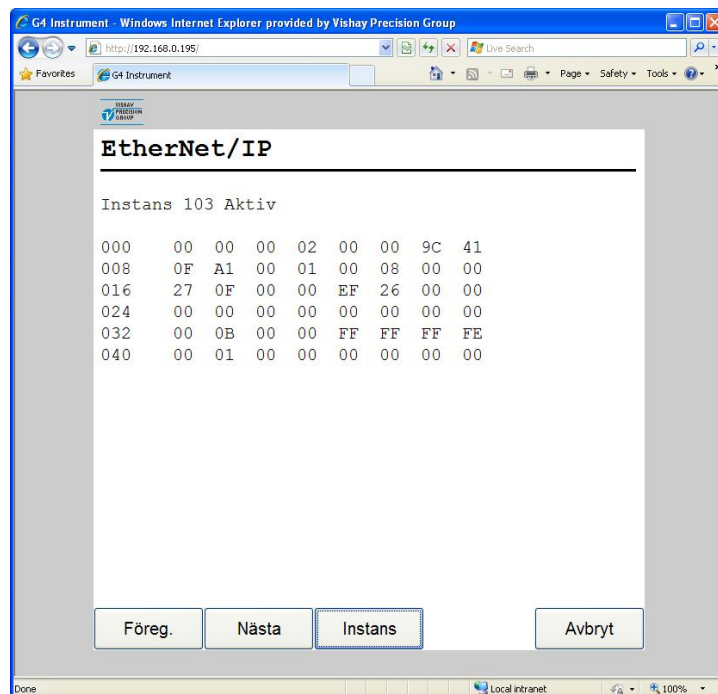 G4 Instrument - Windows Internet Explorer provided by Vishay Precision Group
http://192.168.0.195/
Live Search
Favorites G4 Instrument Page Safety Tools
VISHAY
PRECISION
GROUP
EtherNet/IP
Instans 103 Aktiv
000 00 00 00 02 00 00 9C 41
008 0F A1 00 01 00 08 00 00
016 27 0F 00 00 EF 26 00 00
024 00 00 00 00 00 00 00 00
032 00 0B 00 00 FF FF FF FE
040 00 01 00 00 00 00 00 00
Föreg. Nästa Instans Avbryt
Done Local intranet 100%